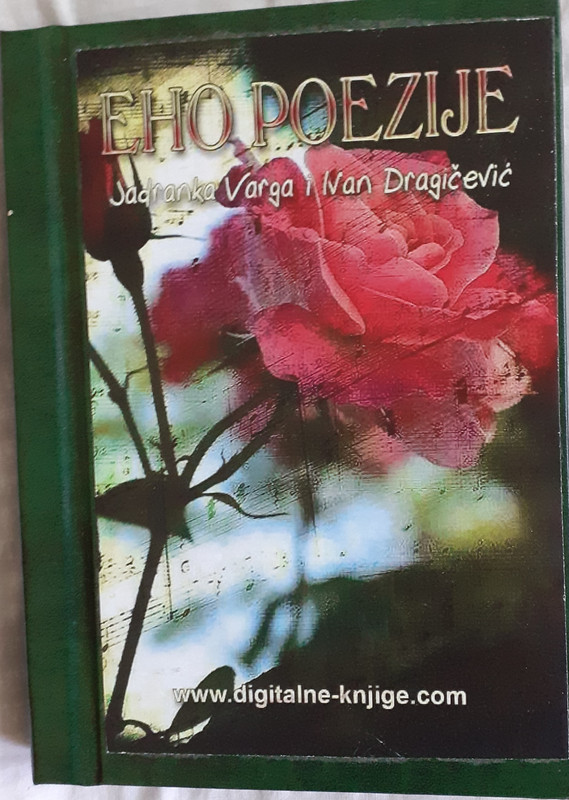 EHO POEZIJE
Jadranka Varga i Ivan Dragičević
www.digitalne-knjige.com